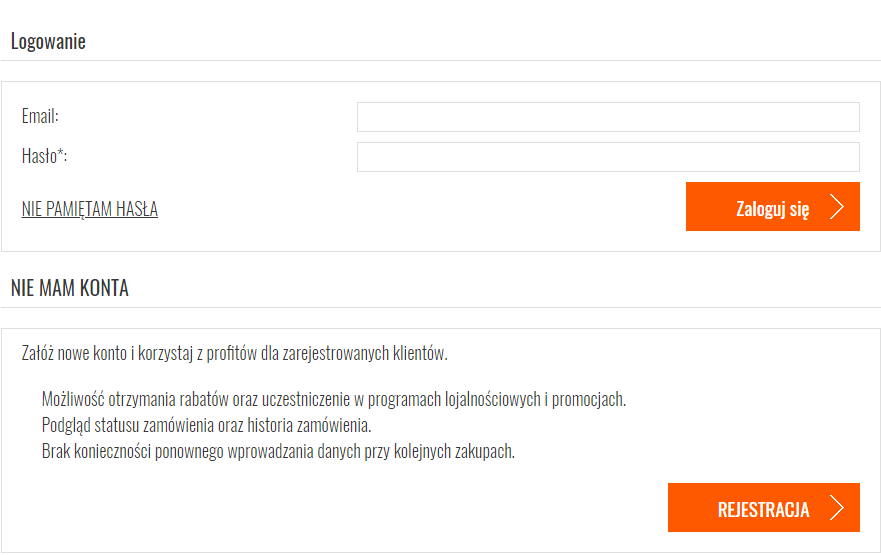 Logowanie
Email:
Hasło*:
NIE PAMIĘTAM HASŁA
Zaloguj się
NIE MAM KONTA
Załóż nowe konto i korzystaj z profitów dla zarejestrowanych klientów.
Możliwość otrzymania rabatów oraz uczestniczenie w programach lojalnościowych i promocjach.
Podgląd statusu zamówienia oraz historia zamówienia.
Brak konieczności ponownego wprowadzania danych przy kolejnych zakupach.
REJESTRACJA